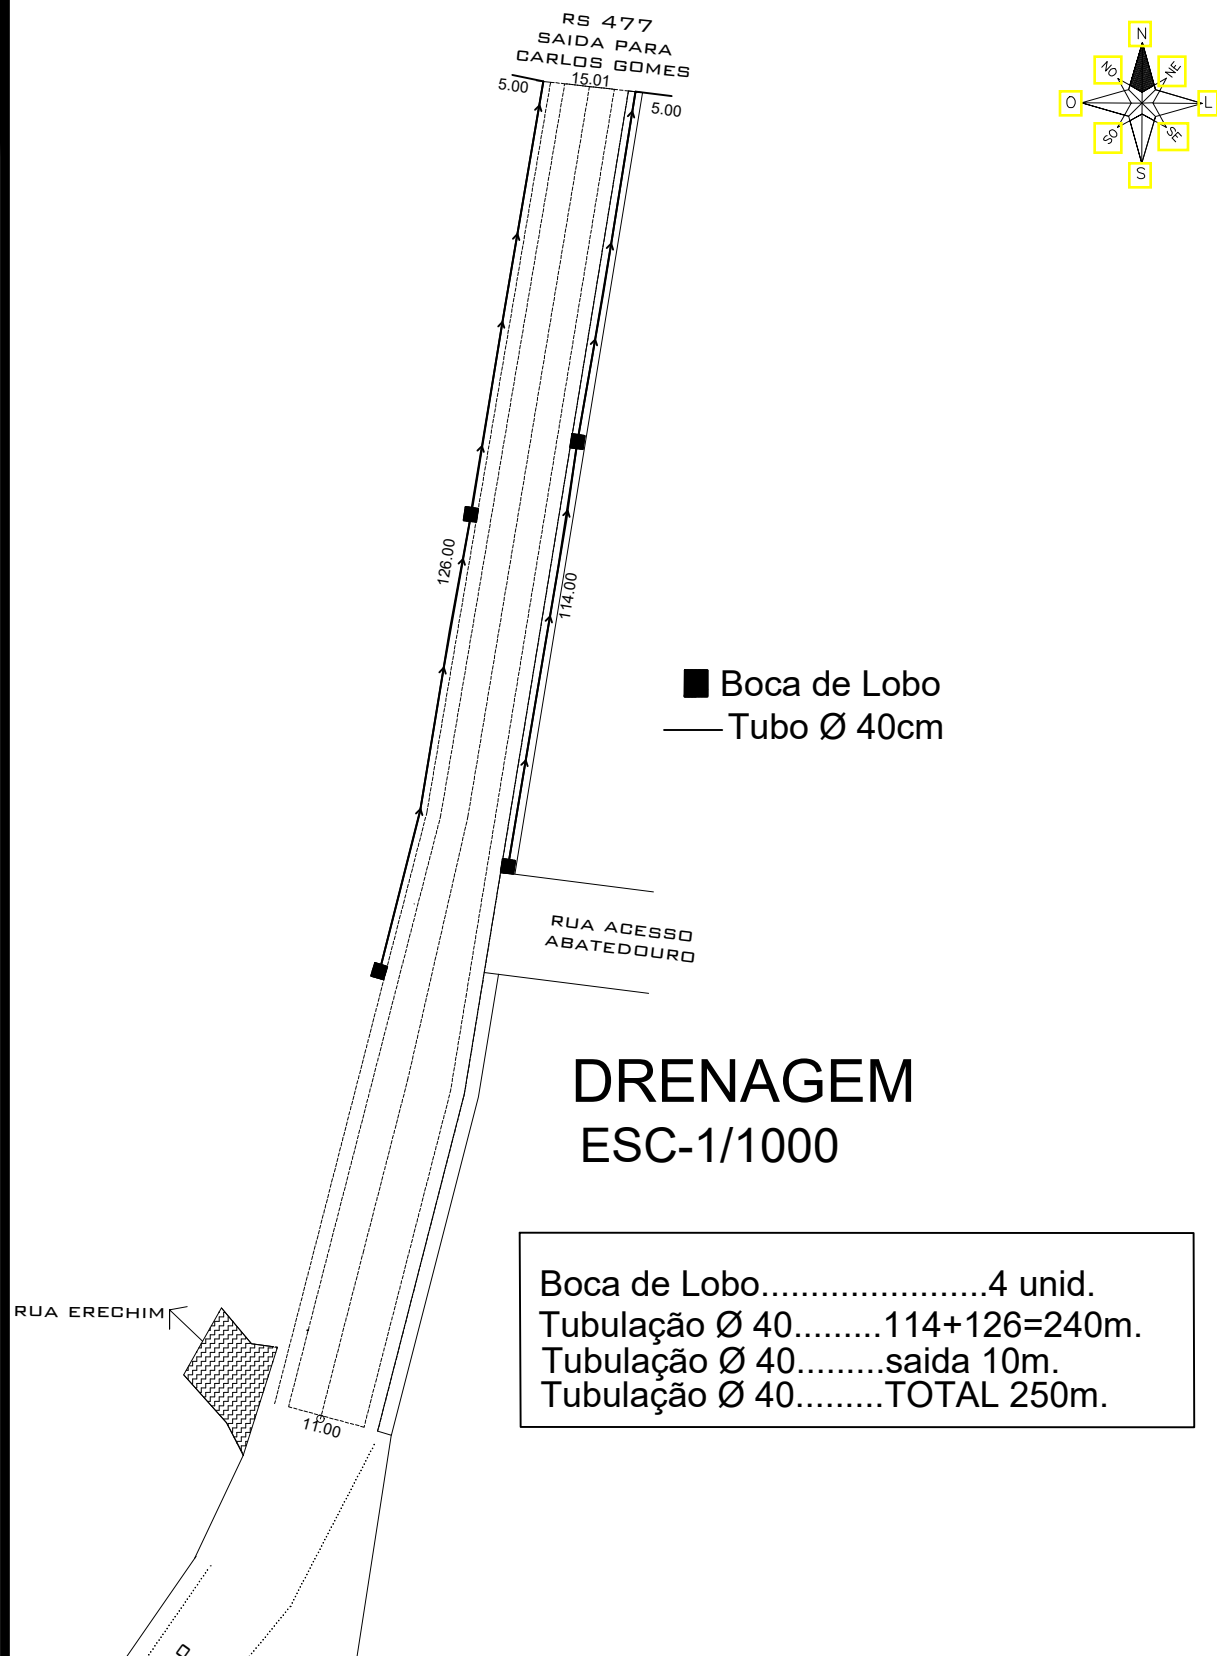 RS 477
SAIDA PARA
CARLOS GOMES
5.00
15.01
5.00
N
NO
NE
O
L
SO
SE
S
126.00
114.00
Boca de Lobo
Tubo Ø 40cm
RUA ACESSO
ABATEDOURO
DRENAGEM
ESC-1/1000
Boca de Lobo......................4 unid.
Tubulação Ø 40.........114+126=240m.
Tubulação Ø 40.........saida 10m.
Tubulação Ø 40.........TOTAL 250m.
RUA ERECHIM
11.00